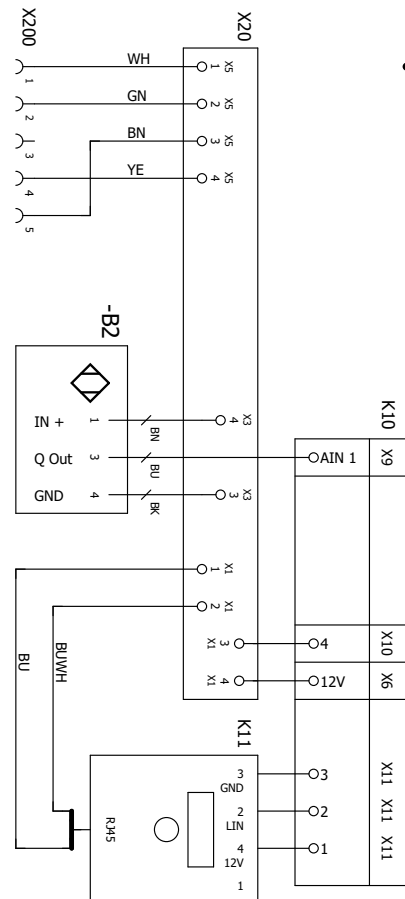 X200
X20
WH
1
X5
1
GN
2
X5
2
BN
3
X5
3
YE
4
X5
4
5
-B2
K10
IN +
1
BN
4
X3
AIN 1
X9
Q Out
3
BU
GND
4
BK
3
X3
1
X1
2
X1
BU
BUWH
X1
3
4
X10
X1
4
12V
X6
K11
3
GND
3
X11
2
LIN
2
X11
RJ45
4
12V
1
X11
1